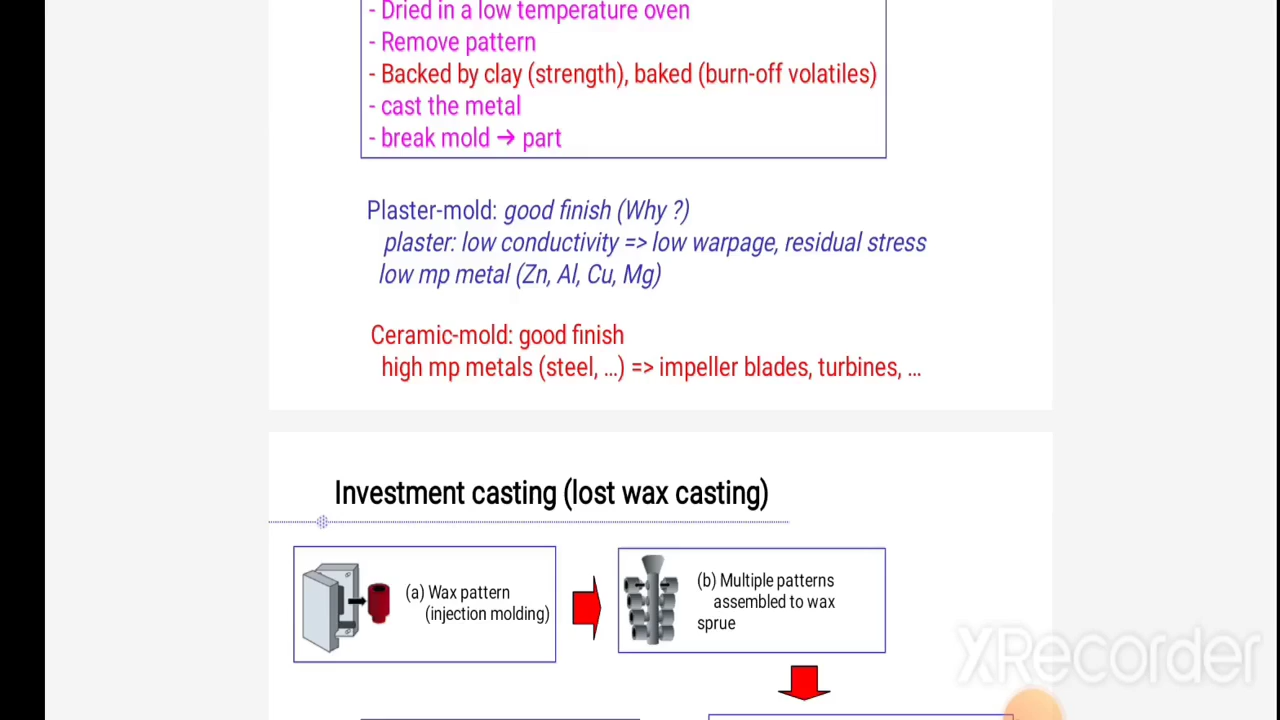 - Dried in a low temperature oven
- Remove pattern
- Backed by clay (strength), baked (burn-off volatiles)
- cast the metal
- break mold → part
Plaster-mold: good finish (Why ?)
plaster: low conductivity => low warpage, residual stress
low mp metal (Zn, Al, Cu, Mg)
Ceramic-mold: good finish
high mp metals (steel, …) => impeller blades, turbines, …
Investment casting (lost wax casting)
(a) Wax pattern
(injection molding)
(b) Multiple patterns
assembled to wax
sprue
XRecorder